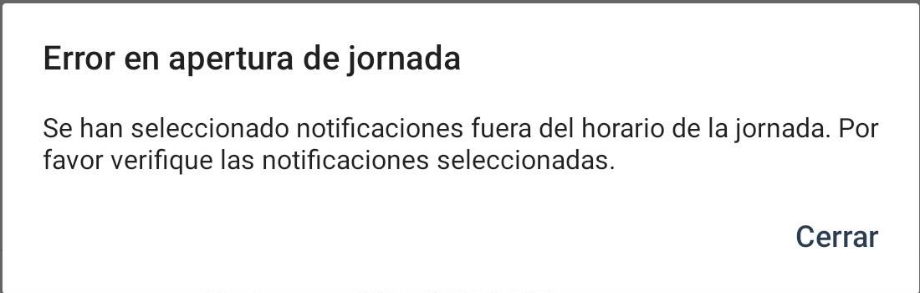 Error en apertura de jornada
Se han seleccionado notificaciones fuera del horario de la jornada. Por
favor verifique las notificaciones seleccionadas.
Cerrar